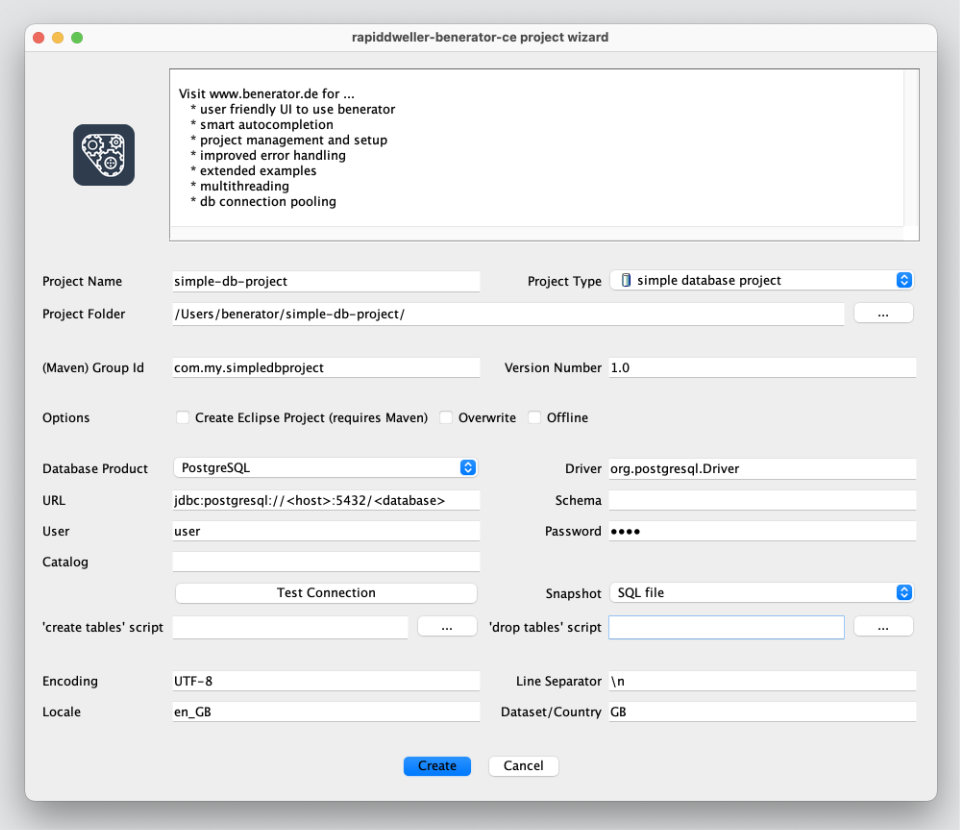 rapiddweller-benerator-ce project wizard
Visit www.benerator.de for ...
* user friendly UI to use benerator
* smart autocompletion
* project management and setup
* improved error handling
* extended examples
* multithreading
* db connection pooling
Project Name simple-db-project Project Type simple database project
Project Folder /Users/benerator/simple-db-project/ ...
(Maven) Group Id com.my.simpledbproject Version Number 1.0
Options Create Eclipse Project (requires Maven) Overwrite Offline
Database Product PostgreSQL Driver org.postgresql.Driver
URL jdbc:postgresql://<host>:5432/<database> Schema
User user Password ••••
Catalog
Test Connection Snapshot SQL file
'create tables' script ... 'drop tables' script ...
Encoding UTF-8 Line Separator \n
Locale en_GB Dataset/Country GB
Create Cancel